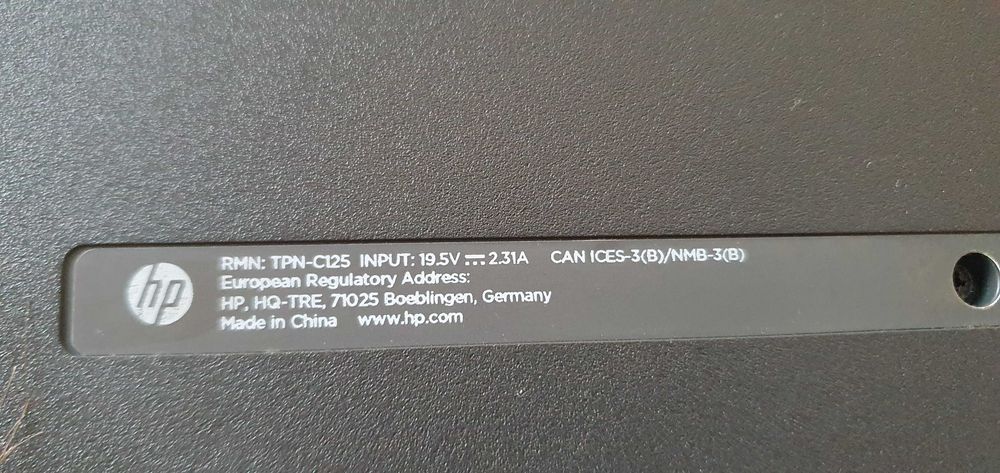 hp
RMN: TPN-C125 INPUT: 19.5V ⎓ 2.31A CAN ICES-3(B)/NMB-3(B)
European Regulatory Address:
HP, HQ-TRE, 71025 Boeblingen, Germany
Made in China www.hp.com